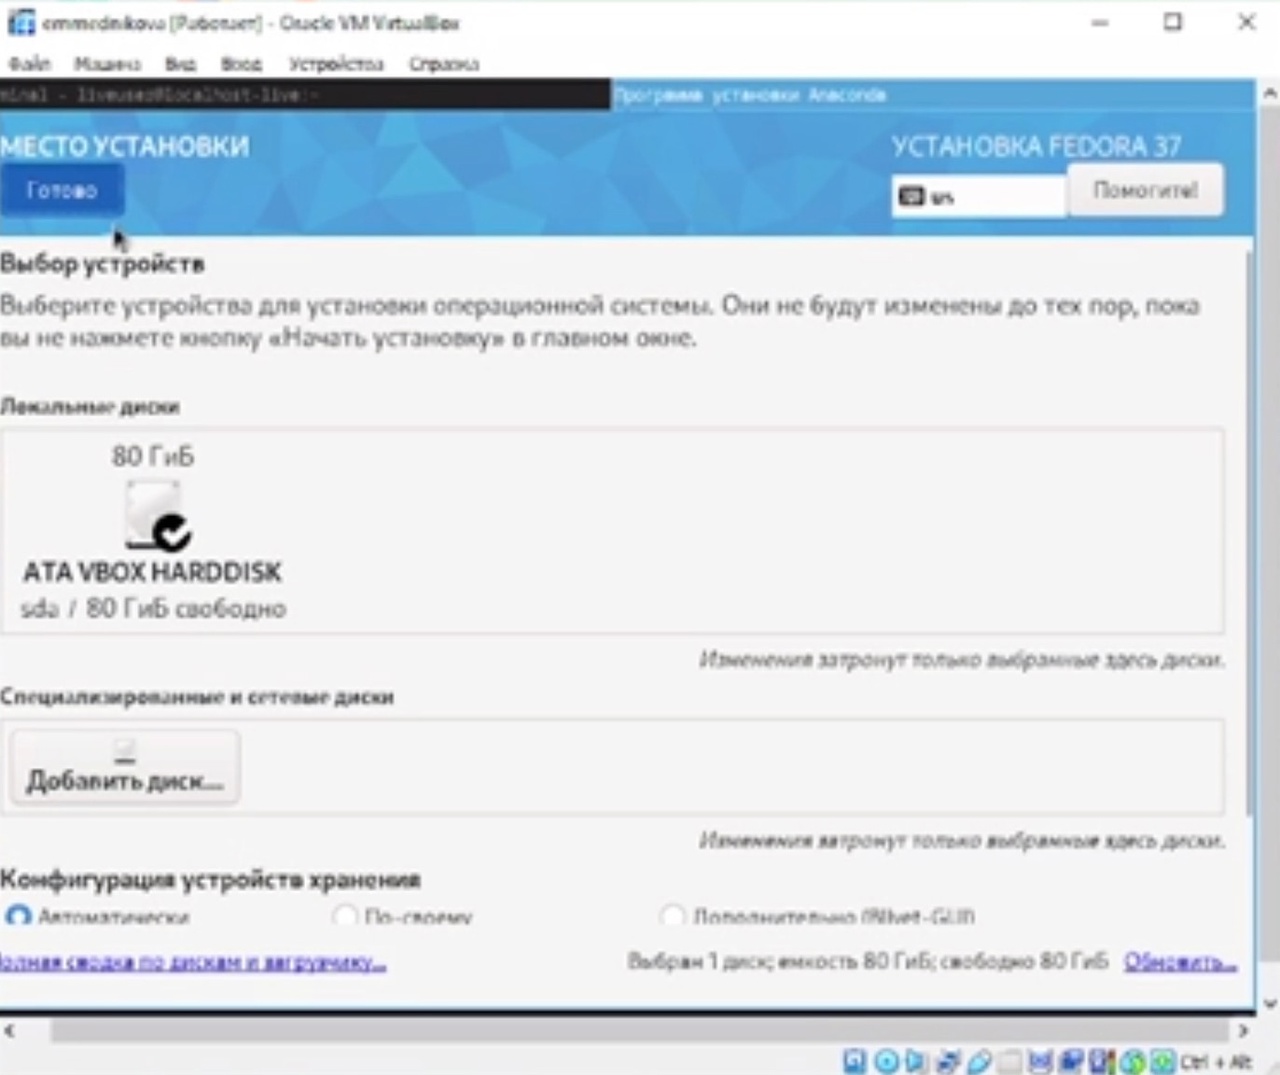 emmednikova [Работает] - Oracle VM VirtualBox
Файл Машина Вид Ввод Устройства Справка
minal - liveuser@localhost-live:~ Программа установки Anaconda
МЕСТО УСТАНОВКИ УСТАНОВКА FEDORA 37
Готово us Помогите!
Выбор устройств
Выберите устройства для установки операционной системы. Они не будут изменены до тех пор, пока
вы не нажмете кнопку «Начать установку» в главном окне.
Локальные диски
80 ГиБ
ATA VBOX HARDDISK
sda / 80 ГиБ свободно
Изменения затронут только выбранные здесь диски.
Специализированные и сетевые диски
Добавить диск...
Изменения затронут только выбранные здесь диски.
Конфигурация устройств хранения
Автоматически По-своему Дополнительно (Blivet-GUI)
олная сводка по дискам и загрузчику... Выбран 1 диск; емкость 80 ГиБ; свободно 80 ГиБ Обновить...
Ctrl + Alt